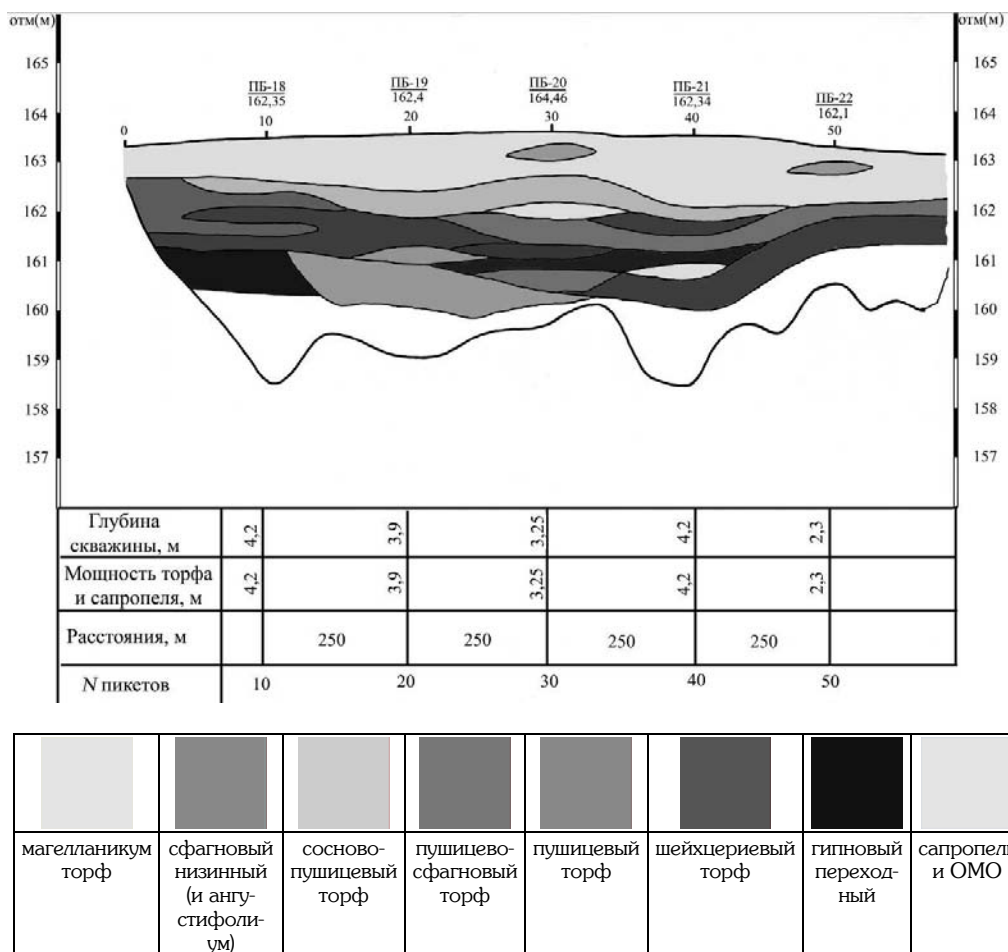 отм(м) отм(м)
165 165
ПБ-18 ПБ-19 ПБ-20 ПБ-21 ПБ-22
162,35 162,4 164,46 162,34 162,1
164 164
0 10 20 30 40 50
163 163
162 162
161 161
160 160
159 159
158 158
157 157
Глубина
скважины, м 4,2 3,9 3,25 4,2 2,3
Мощность торфа
и сапропеля, м 4,2 3,9 3,25 4,2 2,3
Расстояния, м 250 250 250 250
N пикетов 10 20 30 40 50
магелланикум сфагновый сосново- пушицево- пушицевый шейхцериевый гипновый сапропель
торф низинный пушицевый сфагновый торф торф переход- и ОМО
(и ангу- торф торф ный
стифоли-
ум)